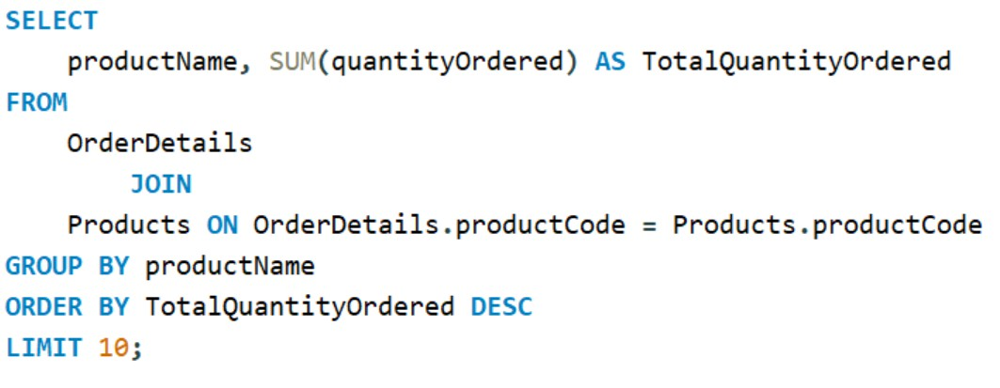 SELECT
    productName, SUM(quantityOrdered) AS TotalQuantityOrdered
FROM
    OrderDetails
        JOIN
    Products ON OrderDetails.productCode = Products.productCode
GROUP BY productName
ORDER BY TotalQuantityOrdered DESC
LIMIT 10;